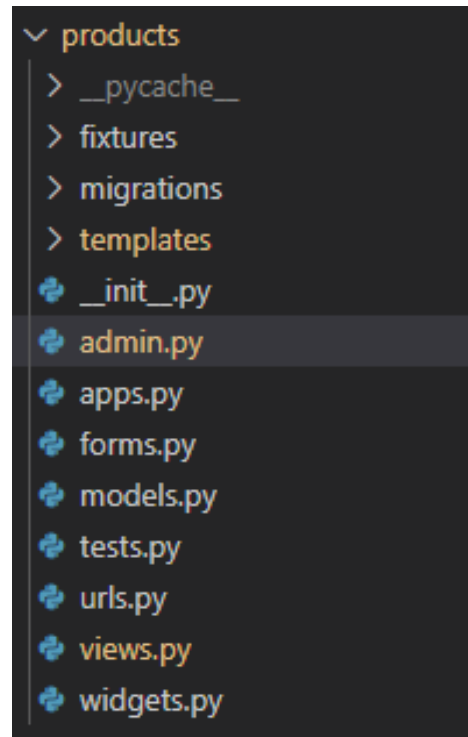 products
__pycache__
fixtures
migrations
templates
__init__.py
admin.py
apps.py
forms.py
models.py
tests.py
urls.py
views.py
widgets.py